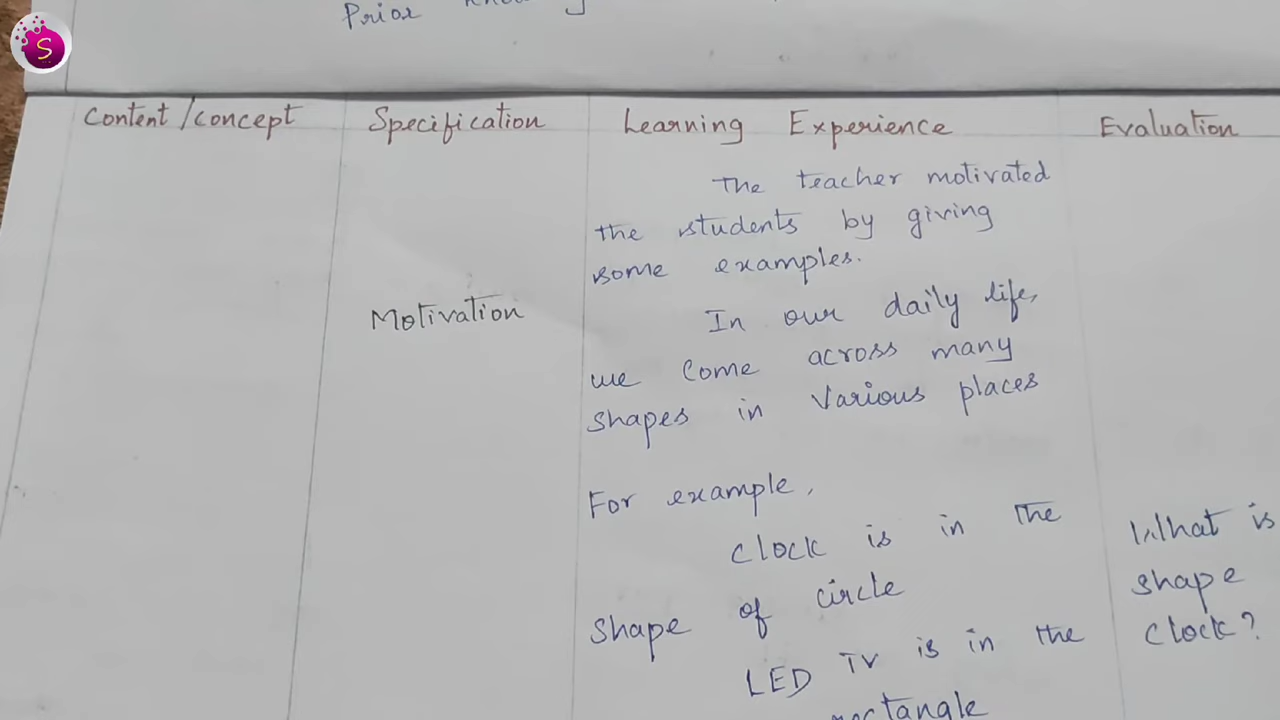 Prior
Content/concept Specification Learning Experience Evaluation
The teacher motivated
the students by giving
some examples.
Motivation
In our daily life,
we come across many
shapes in various places
For example,
Clock is in the
shape of circle
LED TV is in the
rectangle
What is
shape
clock?
S